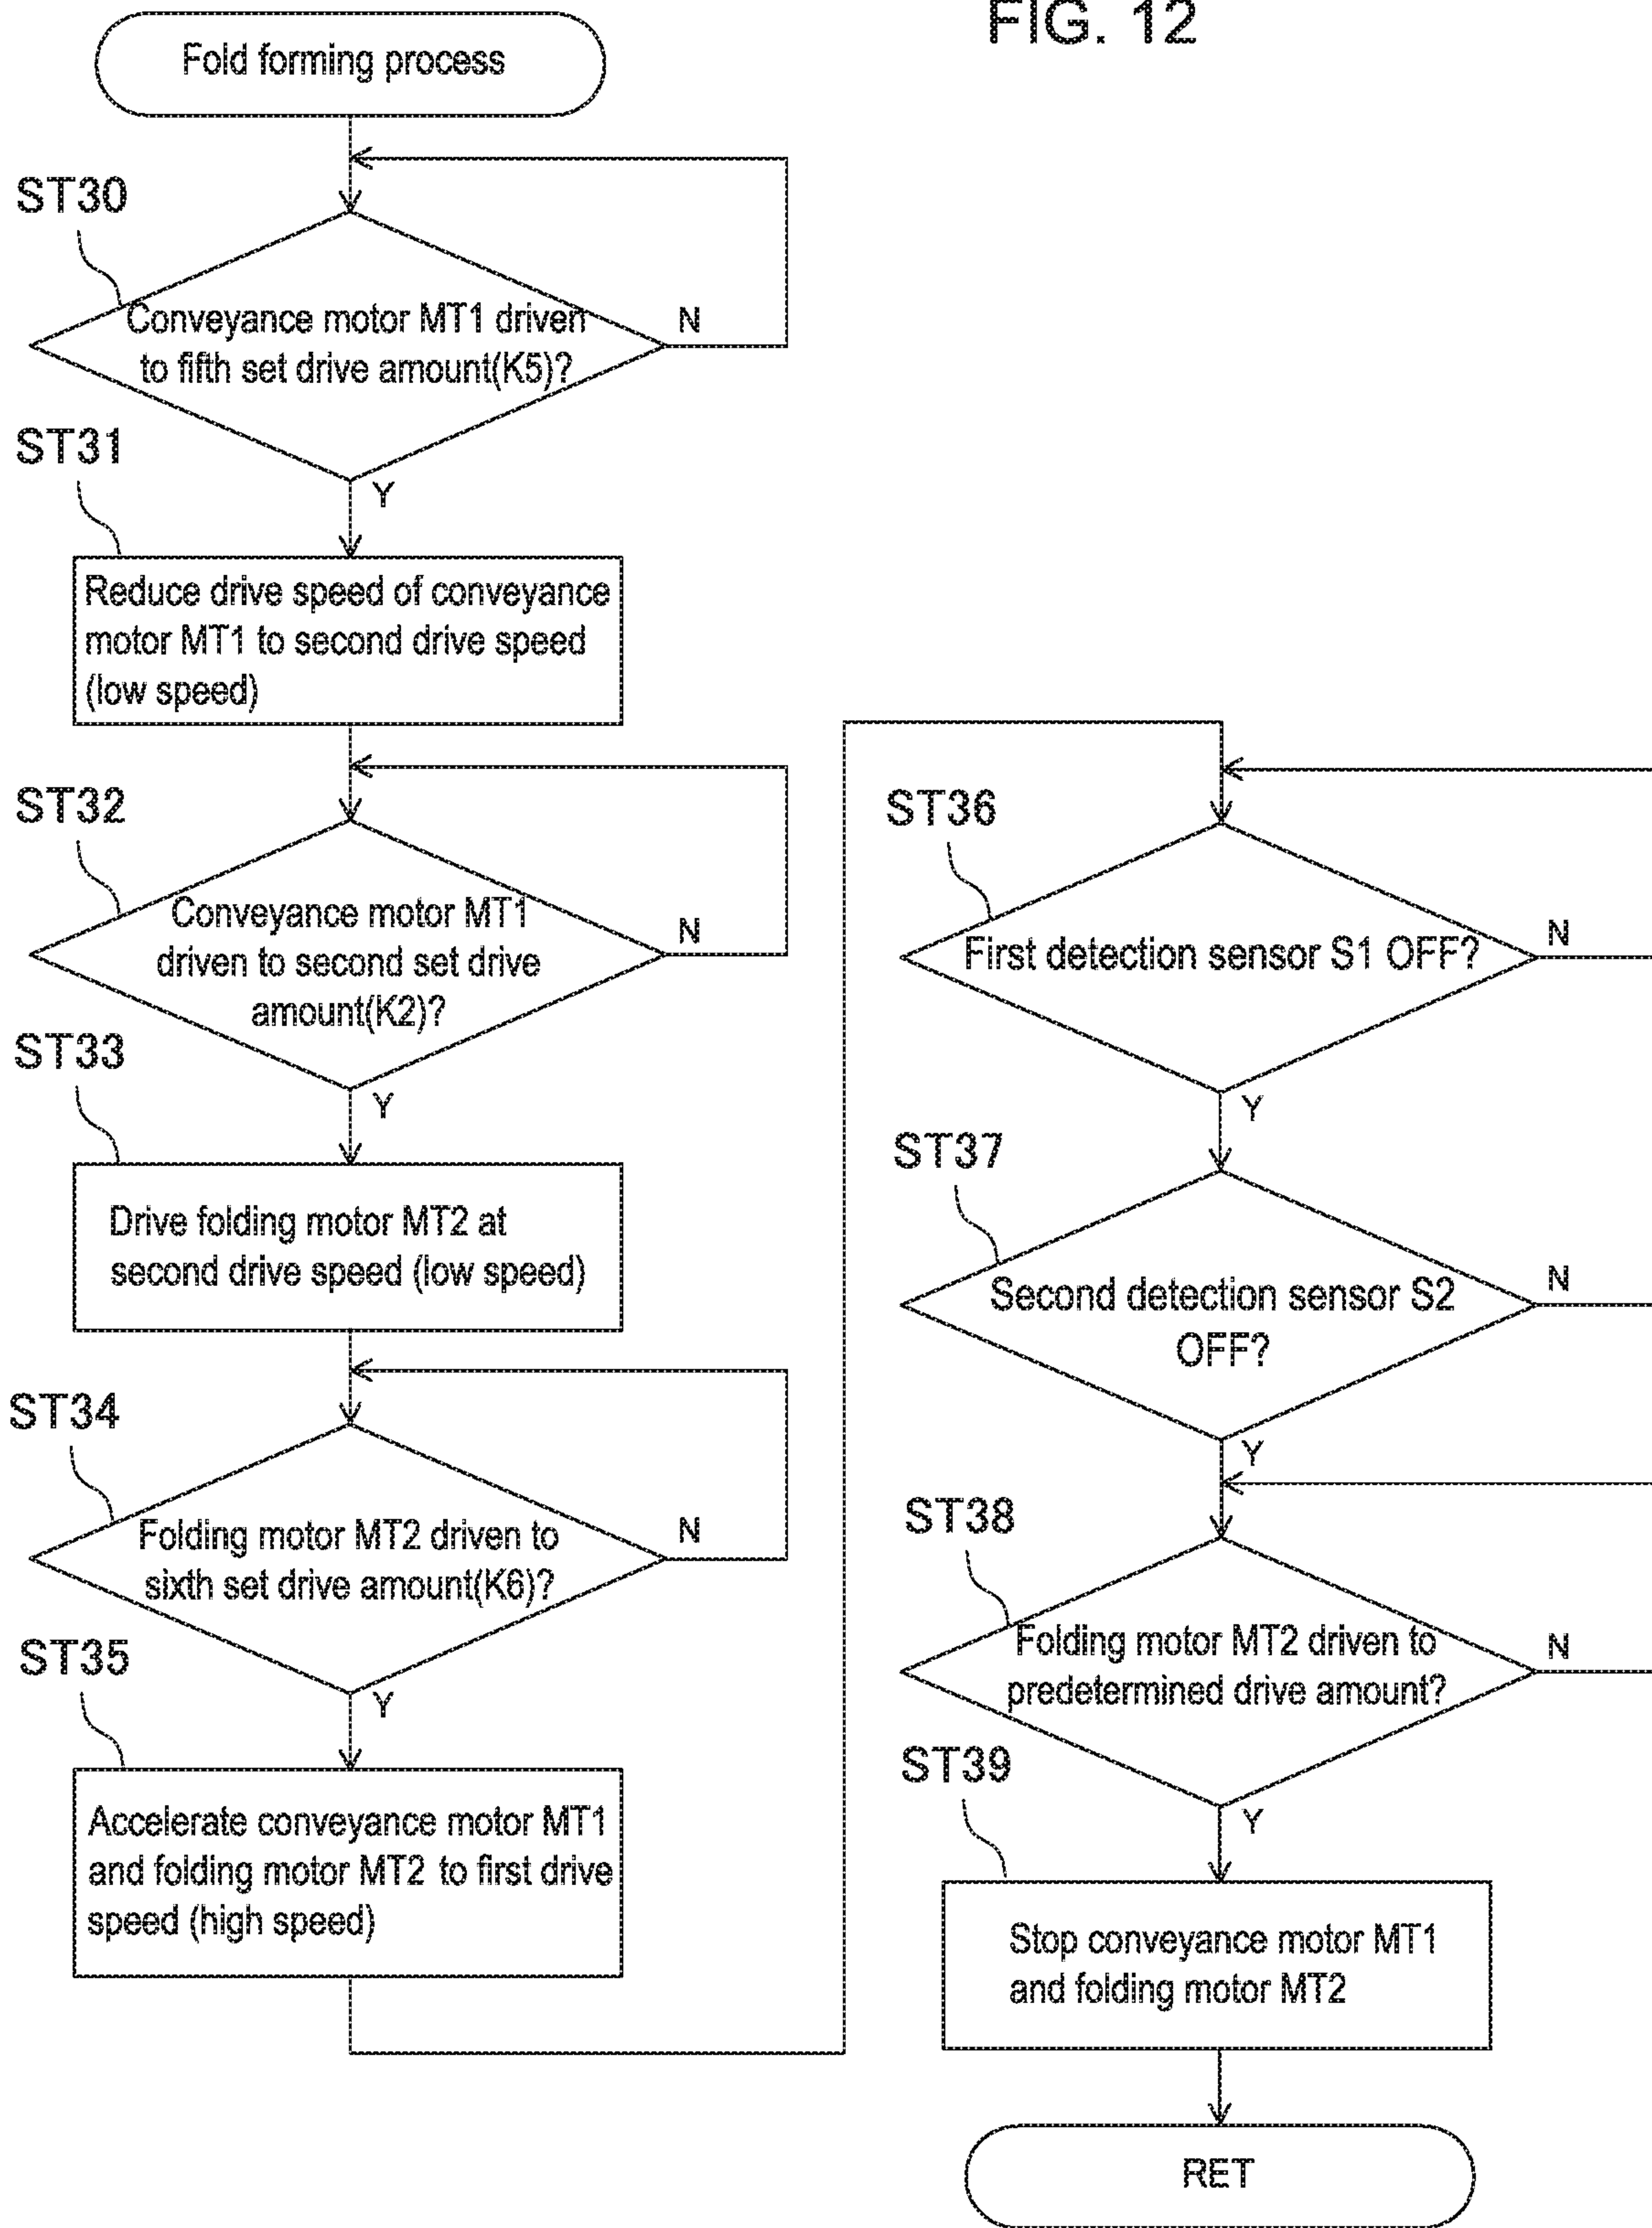 FIG. 12
Fold forming process
ST30
Conveyance motor MT1 driven
to fifth set drive amount(K5)?
N
Y
ST31
Reduce drive speed of conveyance
motor MT1 to second drive speed
(low speed)
ST32
Conveyance motor MT1
driven to second set drive
amount(K2)?
N
Y
ST33
Drive folding motor MT2 at
second drive speed (low speed)
ST34
Folding motor MT2 driven to
sixth set drive amount(K6)?
N
Y
ST35
Accelerate conveyance motor MT1
and folding motor MT2 to first drive
speed (high speed)
ST36
First detection sensor S1 OFF?
N
Y
ST37
Second detection sensor S2
OFF?
N
Y
ST38
Folding motor MT2 driven to
predetermined drive amount?
N
Y
ST39
Stop conveyance motor MT1
and folding motor MT2
RET